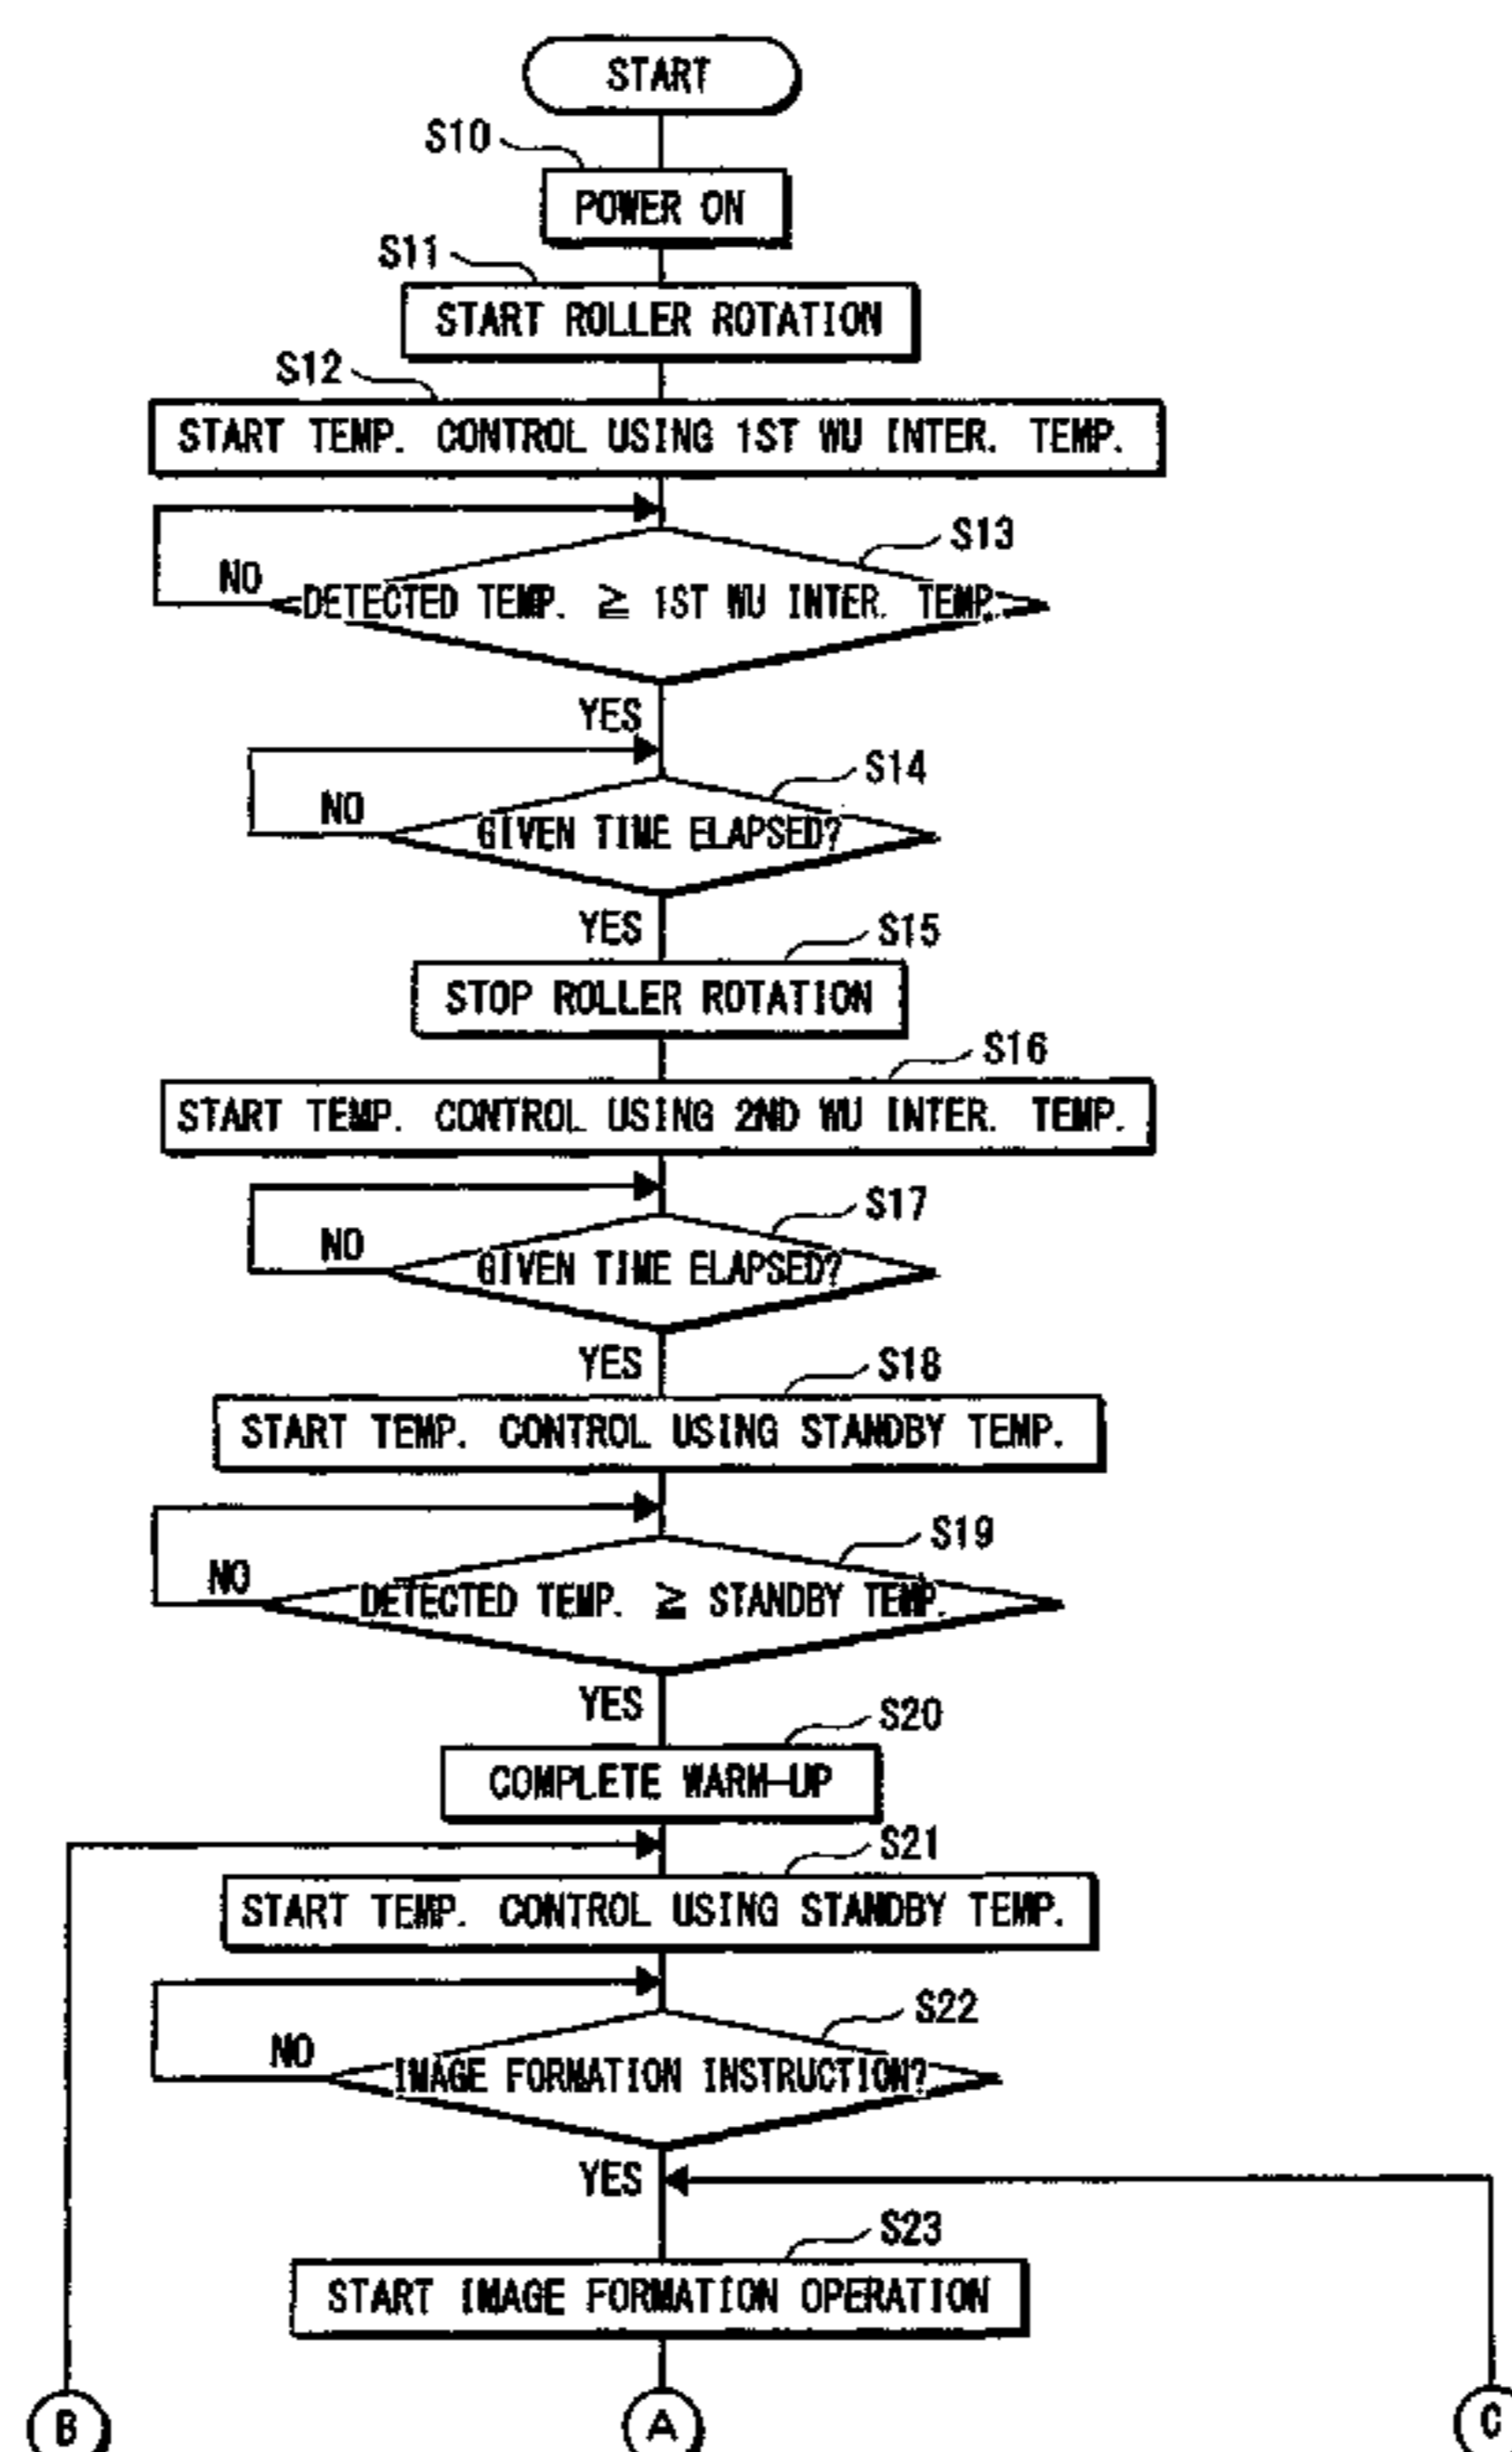 START
S10
POWER ON
S11
START ROLLER ROTATION
S12
START TEMP. CONTROL USING 1ST WU INTER. TEMP.
S13
NO
DETECTED TEMP. ≧ 1ST WU INTER. TEMP.
YES
S14
NO
GIVEN TIME ELAPSED?
YES
S15
STOP ROLLER ROTATION
S16
START TEMP. CONTROL USING 2ND WU INTER. TEMP.
S17
NO
GIVEN TIME ELAPSED?
YES
S18
START TEMP. CONTROL USING STANDBY TEMP.
S19
NO
DETECTED TEMP. ≧ STANDBY TEMP.
YES
S20
COMPLETE WARM-UP
S21
START TEMP. CONTROL USING STANDBY TEMP.
S22
NO
IMAGE FORMATION INSTRUCTION?
YES
S23
START IMAGE FORMATION OPERATION
B
A
C